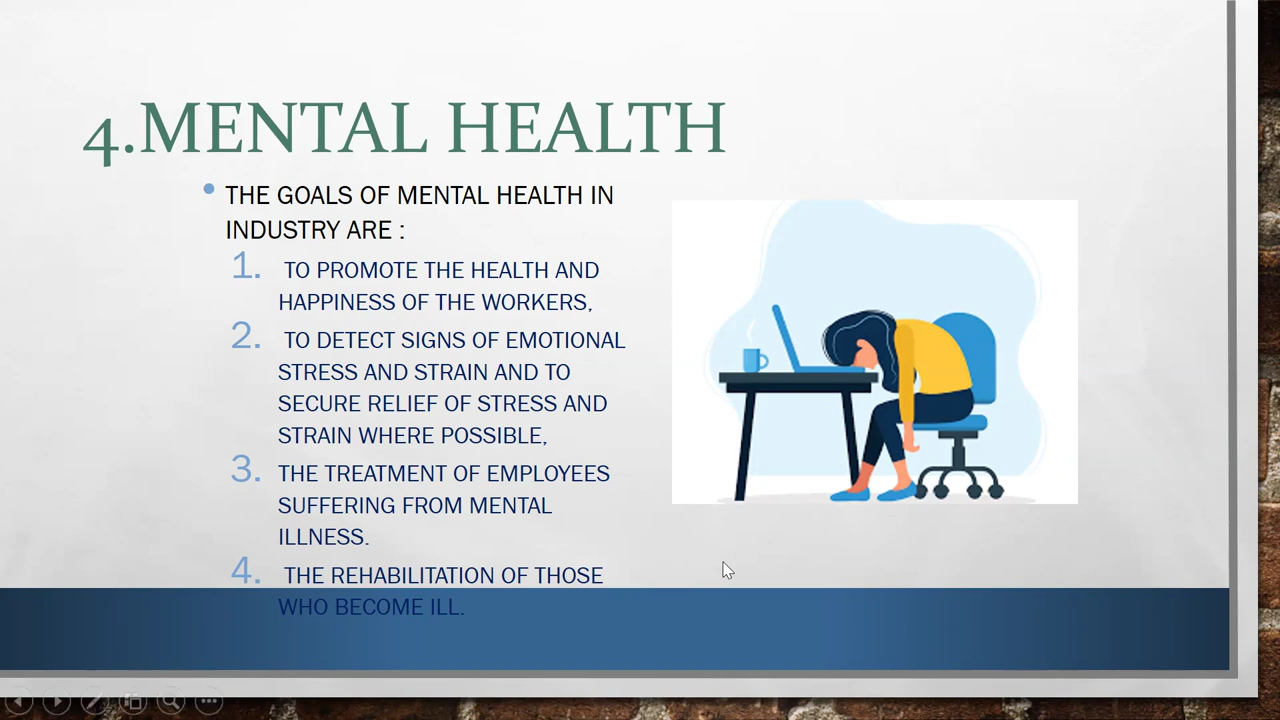 4.MENTAL HEALTH
• THE GOALS OF MENTAL HEALTH IN
INDUSTRY ARE :
1. TO PROMOTE THE HEALTH AND
HAPPINESS OF THE WORKERS,
2. TO DETECT SIGNS OF EMOTIONAL
STRESS AND STRAIN AND TO
SECURE RELIEF OF STRESS AND
STRAIN WHERE POSSIBLE,
3. THE TREATMENT OF EMPLOYEES
SUFFERING FROM MENTAL
ILLNESS.
4. THE REHABILITATION OF THOSE
WHO BECOME ILL.